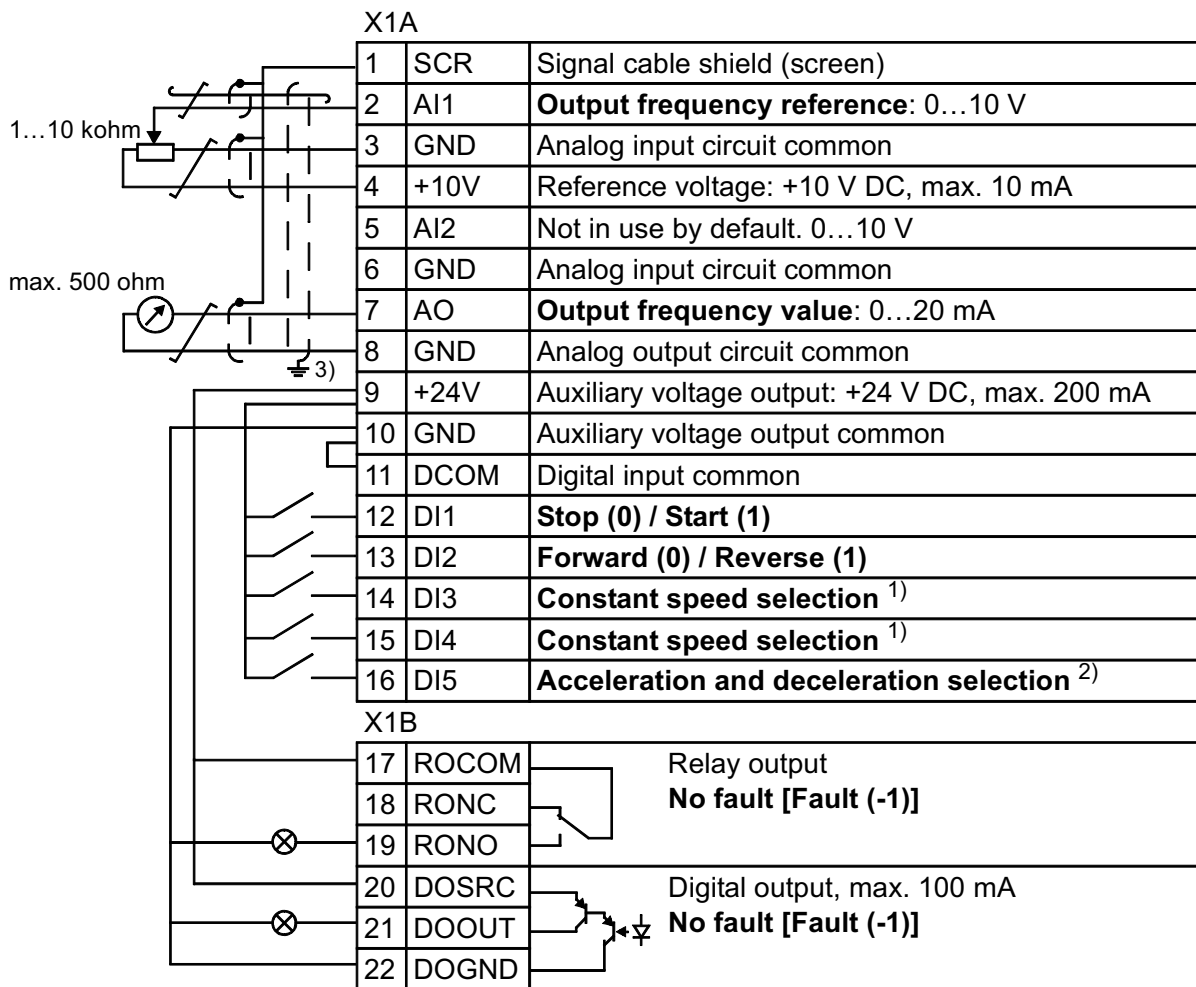 X1A
1 SCR Signal cable shield (screen)
2 AI1 Output frequency reference: 0…10 V
1…10 kohm
3 GND Analog input circuit common
4 +10V Reference voltage: +10 V DC, max. 10 mA
5 AI2 Not in use by default. 0…10 V
6 GND Analog input circuit common
max. 500 ohm
7 AO Output frequency value: 0…20 mA
8 GND Analog output circuit common
3)
9 +24V Auxiliary voltage output: +24 V DC, max. 200 mA
10 GND Auxiliary voltage output common
11 DCOM Digital input common
12 DI1 Stop (0) / Start (1)
13 DI2 Forward (0) / Reverse (1)
14 DI3 Constant speed selection 1)
15 DI4 Constant speed selection 1)
16 DI5 Acceleration and deceleration selection 2)
X1B
17 ROCOM Relay output
18 RONC No fault [Fault (-1)]
19 RONO
20 DOSRC Digital output, max. 100 mA
21 DOOUT No fault [Fault (-1)]
22 DOGND